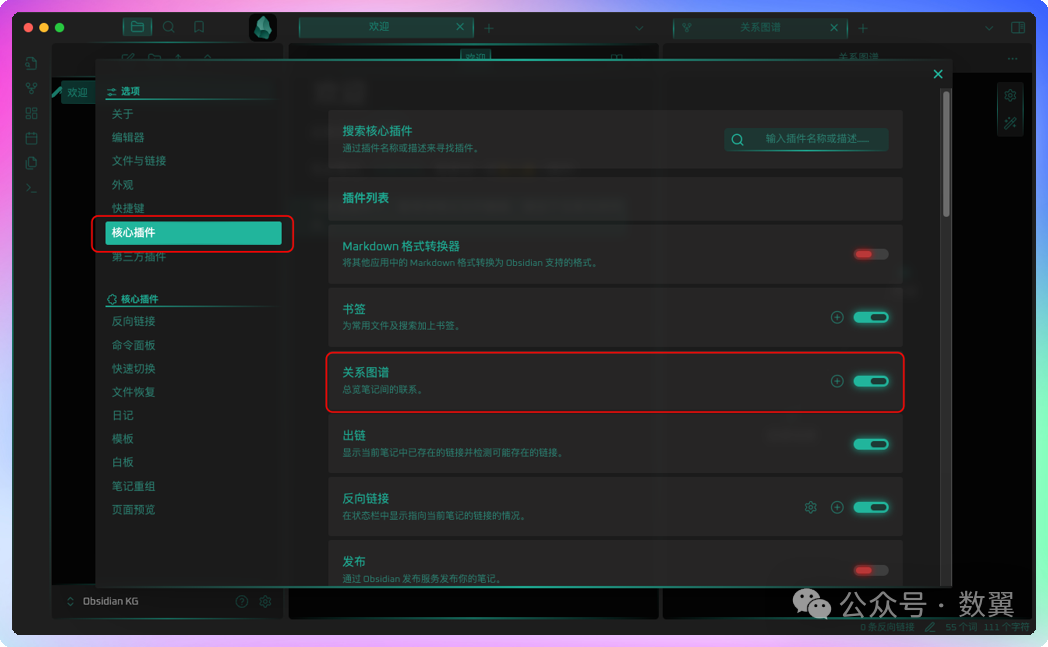 欢迎
关系图谱
欢迎
关系图谱
欢迎
选项
关于
编辑器
文件与链接
外观
快捷键
核心插件
第三方插件
核心插件
反向链接
命令面板
快速切换
文件恢复
日记
模板
白板
笔记重组
页面预览
搜索核心插件
通过插件名称或描述来寻找插件。
输入插件名称或描述……
插件列表
Markdown 格式转换器
将其他应用中的 Markdown 格式转换为 Obsidian 支持的格式。
书签
为常用文件及搜索加上书签。
关系图谱
总览笔记间的联系。
出链
显示当前笔记中已存在的链接并检测可能存在的链接。
反向链接
在状态栏中显示指向当前笔记的链接的情况。
发布
通过 Obsidian 发布服务发布你的笔记。
Obsidian KG
公众号 · 数翼
0 条反向链接 55 个词 111 个字符